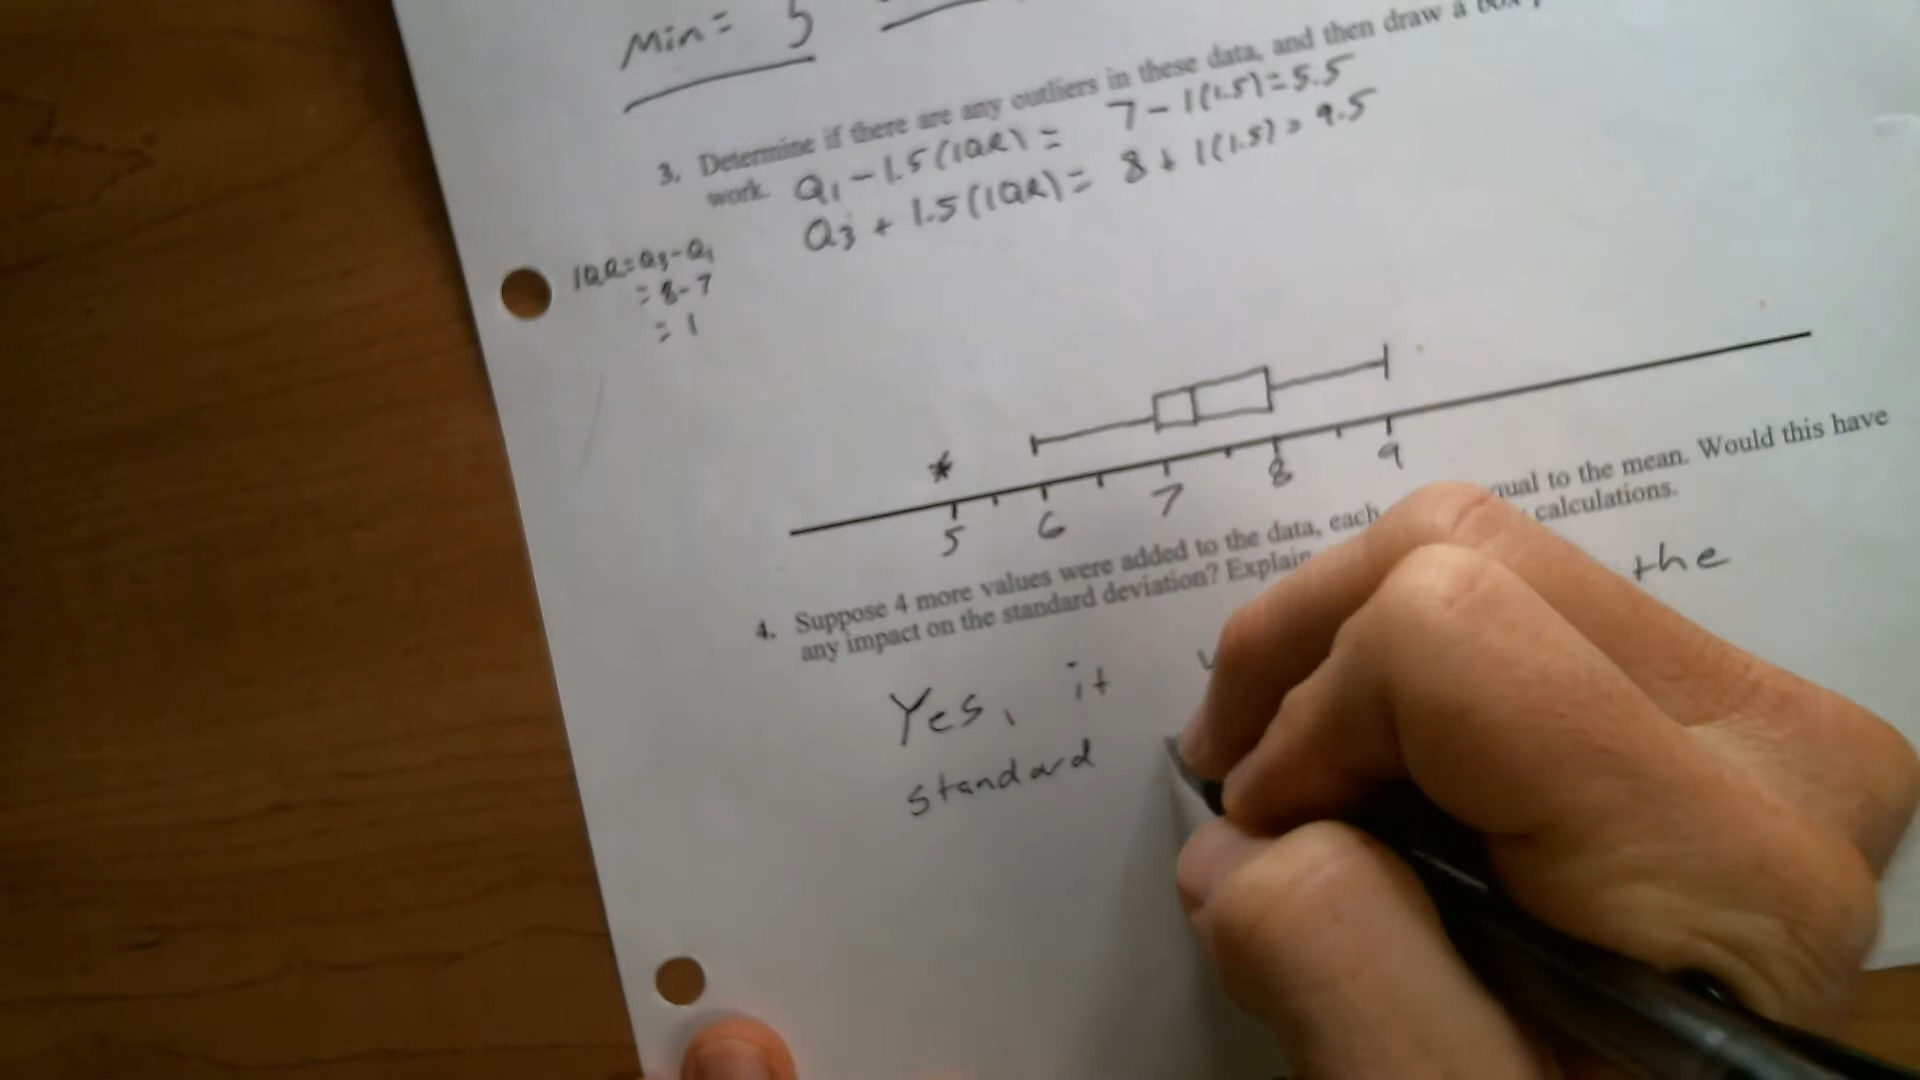 Min = 5
3. Determine if there are any outliers in these data, and then draw a box
work. Q1 - 1.5(IQR) = 7 - 1(1.5) = 5.5
Q3 + 1.5(IQR) = 8 + 1(1.5) = 9.5
IQR = Q3 - Q1
= 8 - 7
= 1
*
5 6 7 8 9
4. Suppose 4 more values were added to the data, each equal to the mean. Would this have
any impact on the standard deviation? Explain calculations.
Yes, it the
standard